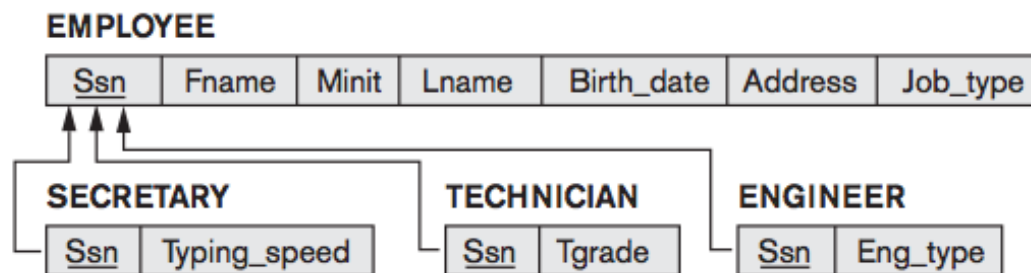 EMPLOYEE
Ssn Fname Minit Lname Birth_date Address Job_type
SECRETARY TECHNICIAN ENGINEER
Ssn Typing_speed Ssn Tgrade Ssn Eng_type